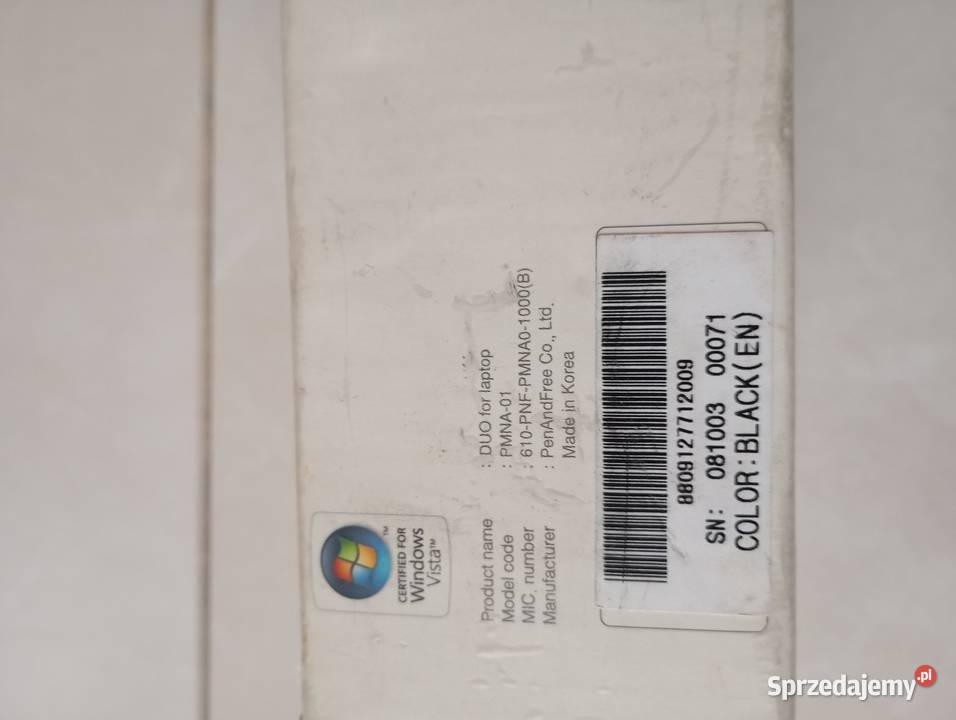 CERTIFIED FOR
Windows
Vista™
Product name : DUO for laptop
Model code : PMNA-01
MIC. number : 610-PNF-PMNA0-1000(B)
Manufacturer : PenAndFree Co., Ltd.
Made in Korea
8809127712009
SN: 081003 00071
COLOR:BLACK(EN)
Sprzedajemy.pl